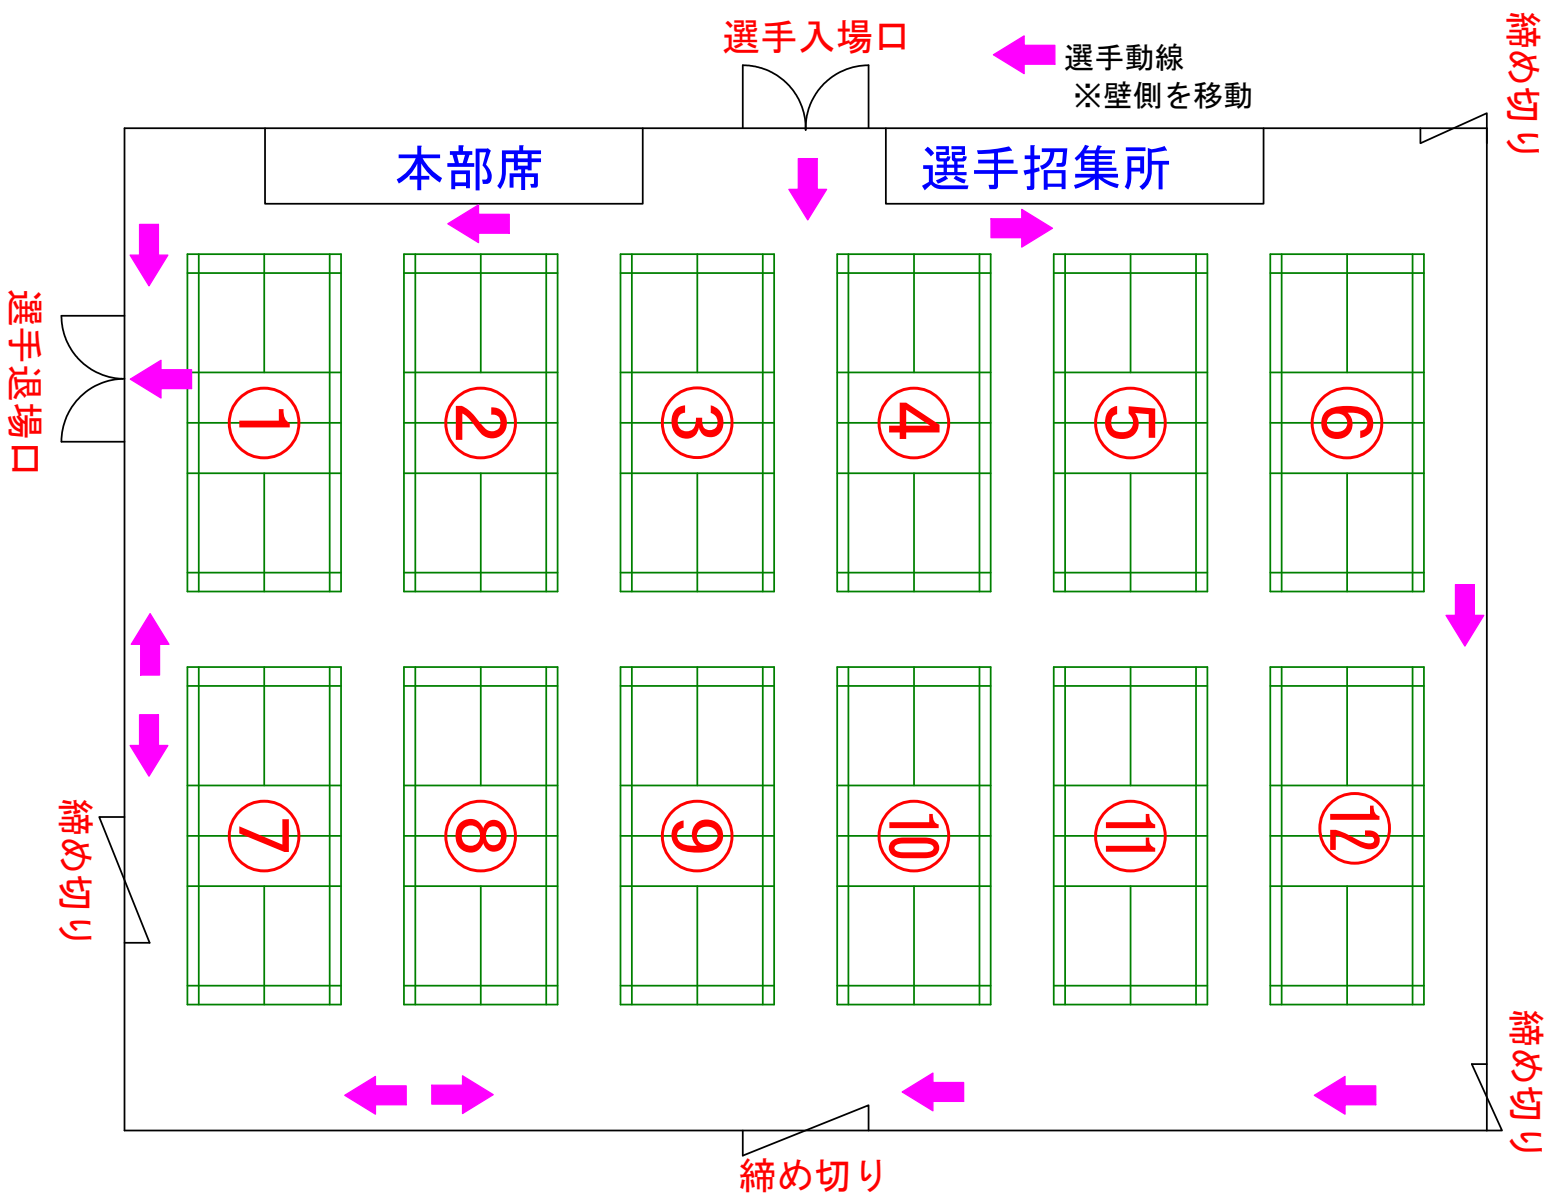 選手入場口
選手動線
※壁側を移動
締め切り
本部席
選手招集所
選手退場口
①
②
③
④
⑤
⑥
⑦
⑧
⑨
⑩
⑪
⑫
締め切り
締め切り
締め切り